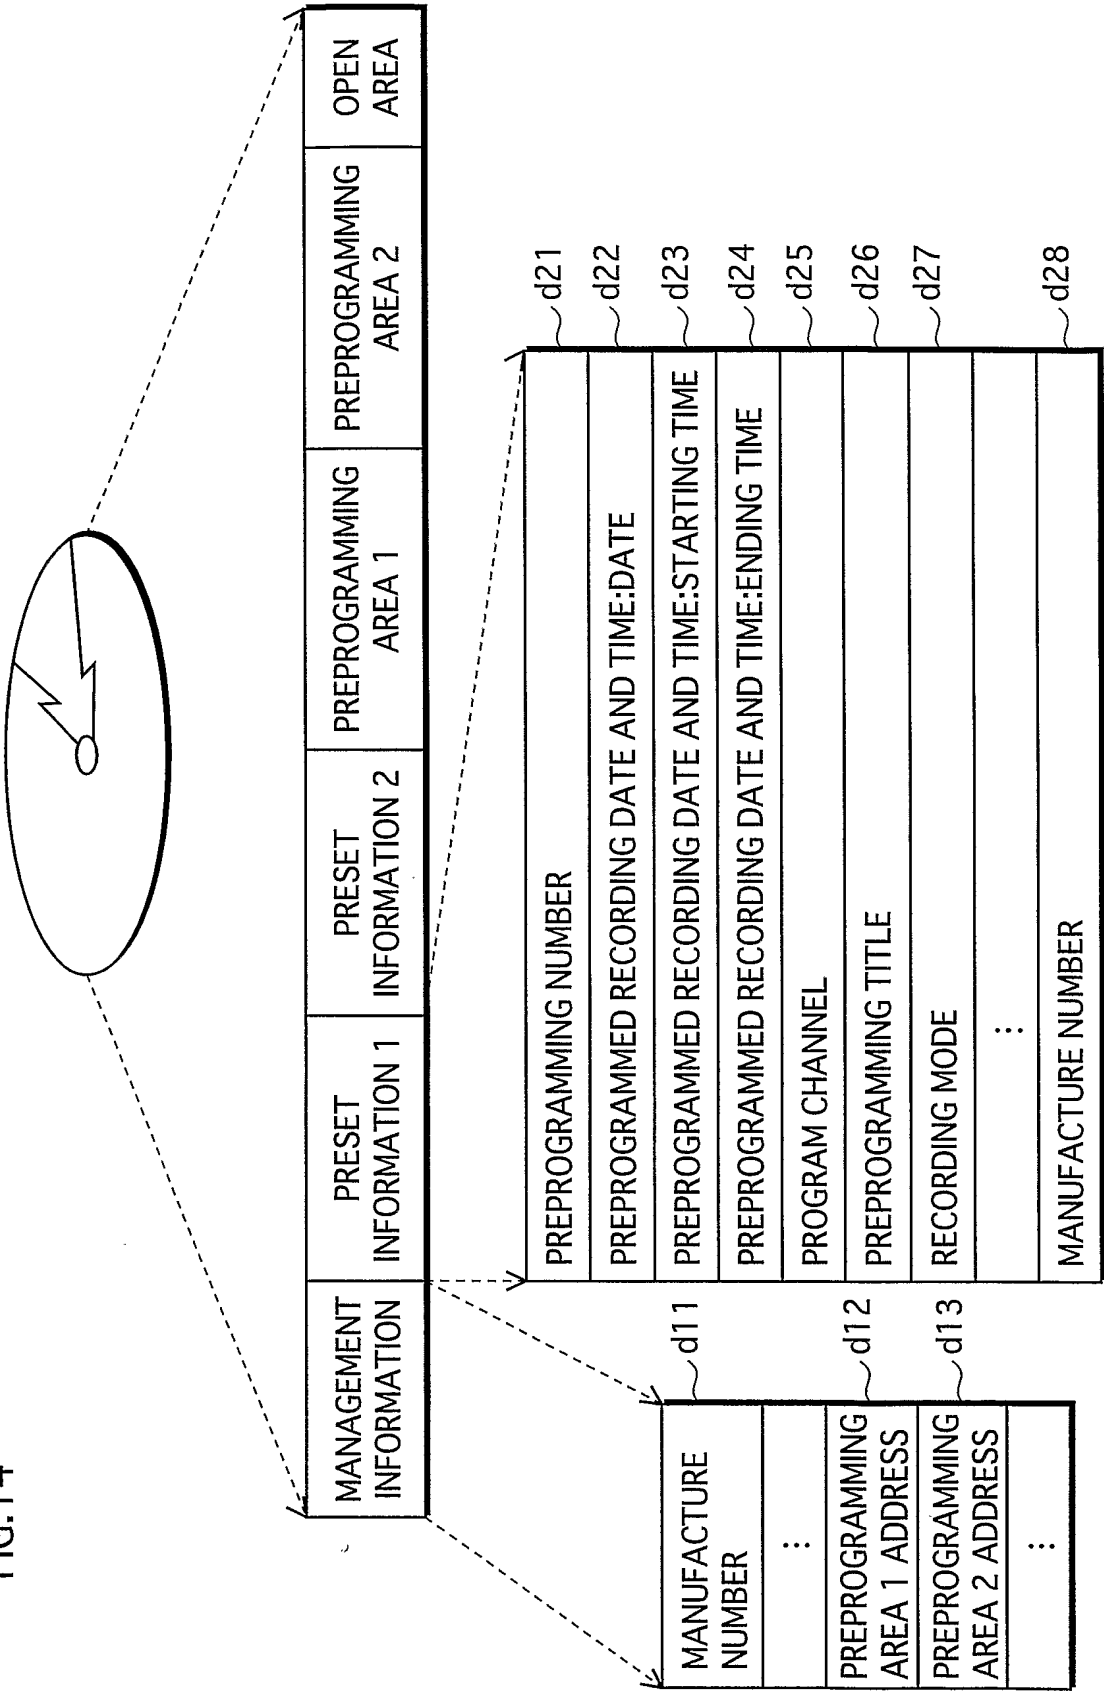 FIG.14
MANAGEMENT
INFORMATION
PRESET
INFORMATION 1
PRESET
INFORMATION 2
PREPROGRAMMING
AREA 1
PREPROGRAMMING
AREA 2
OPEN
AREA
MANUFACTURE
NUMBER
d11
⋮
PREPROGRAMMING
AREA 1 ADDRESS
d12
PREPROGRAMMING
AREA 2 ADDRESS
d13
⋮
PREPROGRAMMING NUMBER
d21
PREPROGRAMMED RECORDING DATE AND TIME:DATE
d22
PREPROGRAMMED RECORDING DATE AND TIME:STARTING TIME
d23
PREPROGRAMMED RECORDING DATE AND TIME:ENDING TIME
d24
PROGRAM CHANNEL
d25
PREPROGRAMMING TITLE
d26
RECORDING MODE
d27
⋮
MANUFACTURE NUMBER
d28